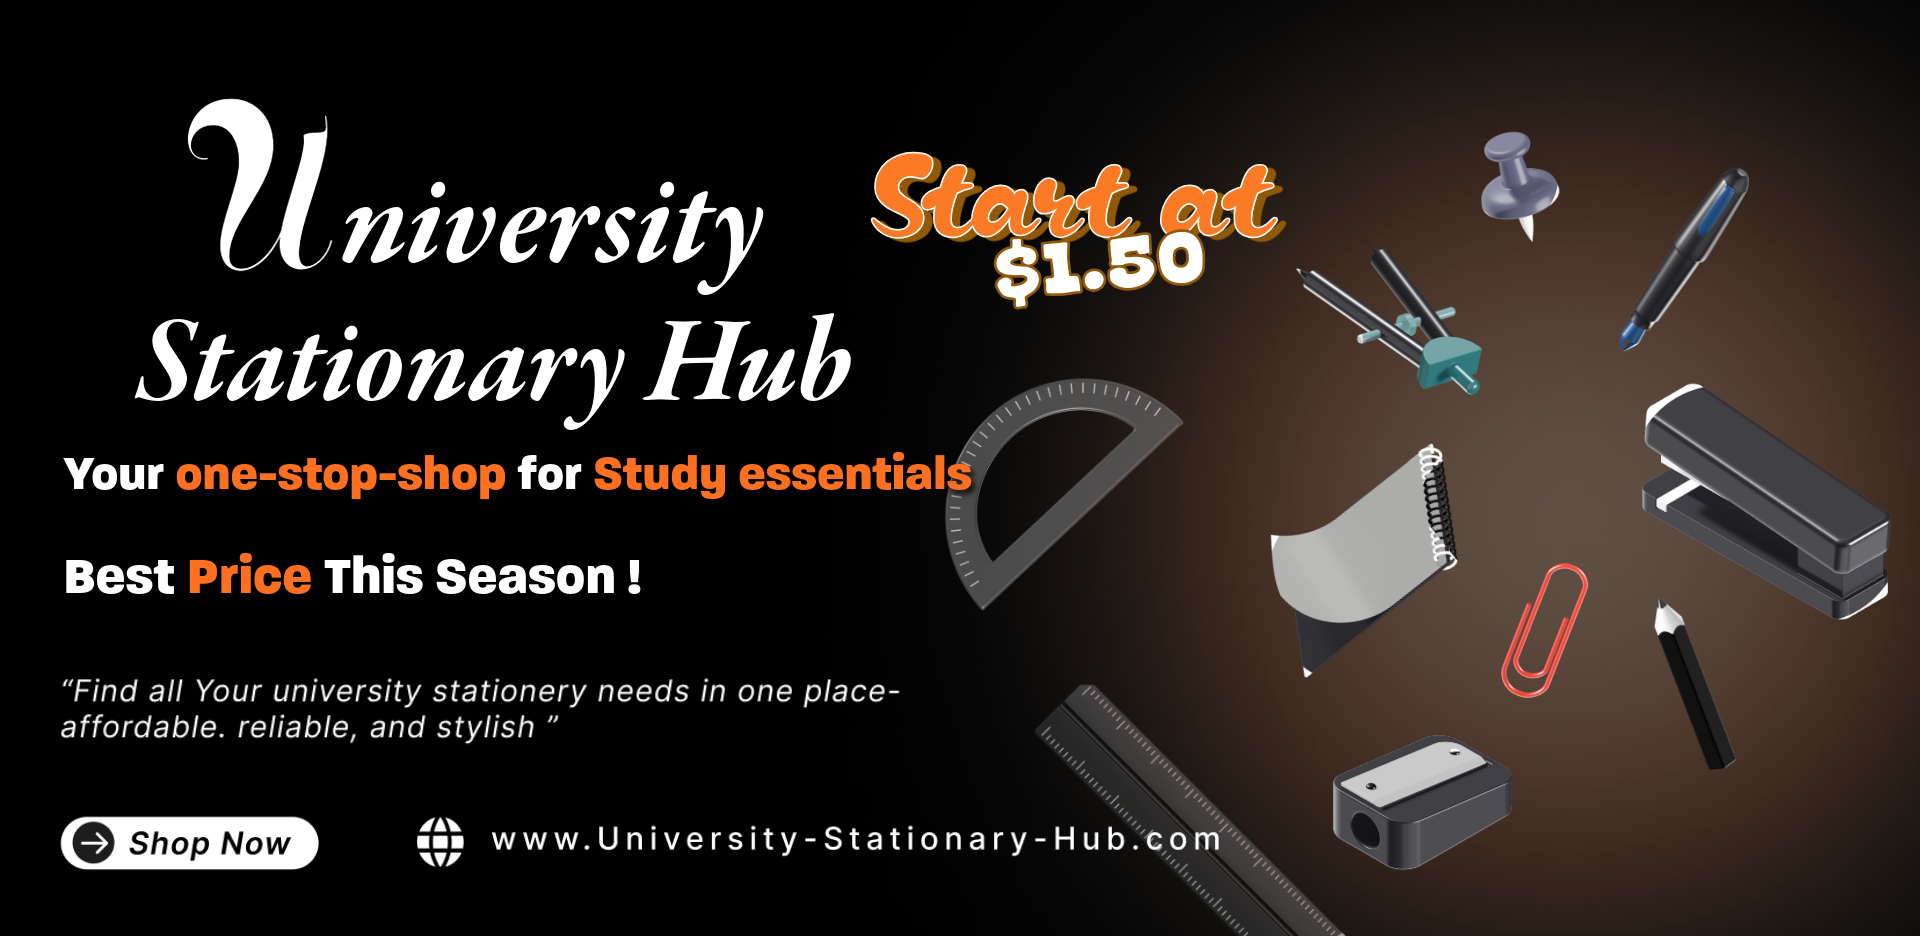 University
Stationary Hub
Start at
$1.50
Your one-stop-shop for Study essentials
Best Price This Season !
“Find all Your university stationery needs in one place-
affordable. reliable, and stylish ”
Shop Now
www.University-Stationary-Hub.com